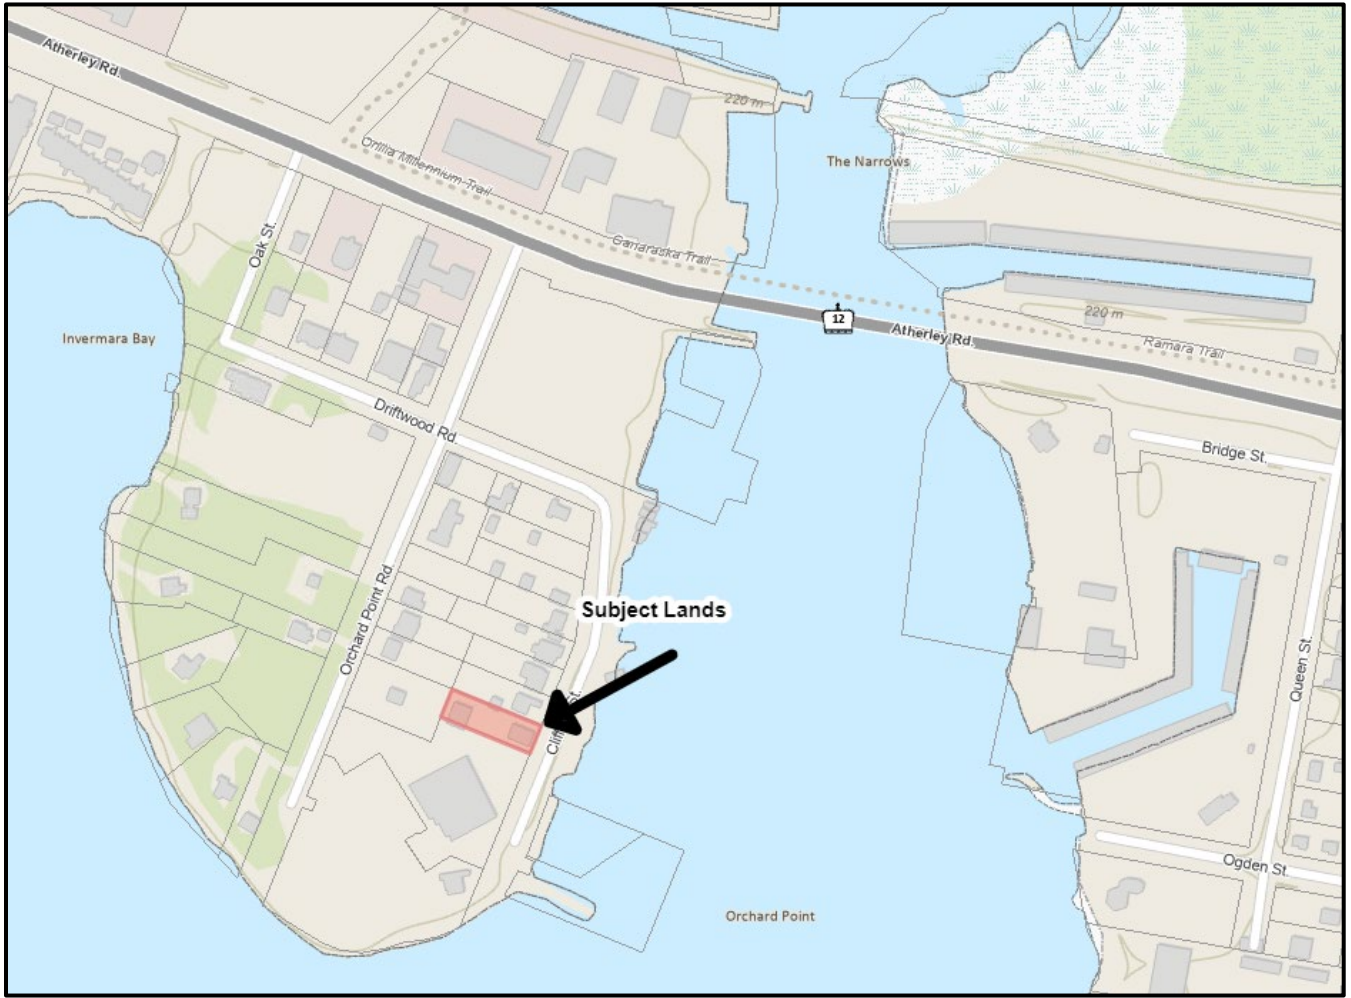 Atherley Rd.
220 m
Orillia Millennium Trail
The Narrows
Oak St.
Ganaraska Trail
12
Atherley Rd.
220 m
Ramara Trail
Invermara Bay
Driftwood Rd.
Bridge St.
Orchard Point Rd.
Subject Lands
Queen St.
St.
Ogden St.
Orchard Point